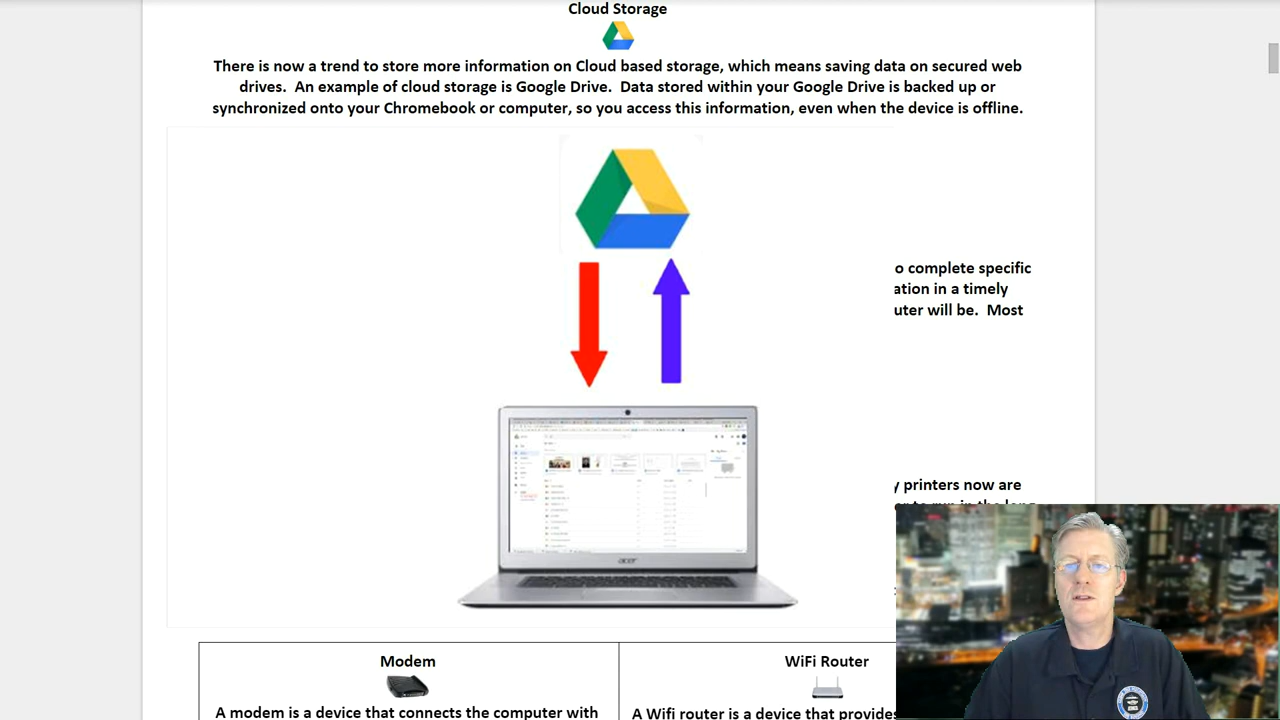 Cloud Storage
There is now a trend to store more information on Cloud based storage, which means saving data on secured web
drives.  An example of cloud storage is Google Drive.  Data stored within your Google Drive is backed up or
synchronized onto your Chromebook or computer, so you access this information, even when the device is offline.
o complete specific
ation in a timely
uter will be.  Most
y printers now are
acer
Modem
WiFi Router
A modem is a device that connects the computer with
A Wifi router is a device that provides